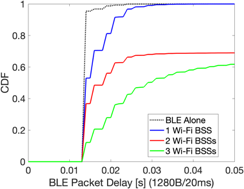 1
0.8
0.6
0.4
0.2
0
CDF
BLE Alone
1 Wi-Fi BSS
2 Wi-Fi BSSs
3 Wi-Fi BSSs
0 0.01 0.02 0.03 0.04 0.05
BLE Packet Delay [s] (1280B/20ms)